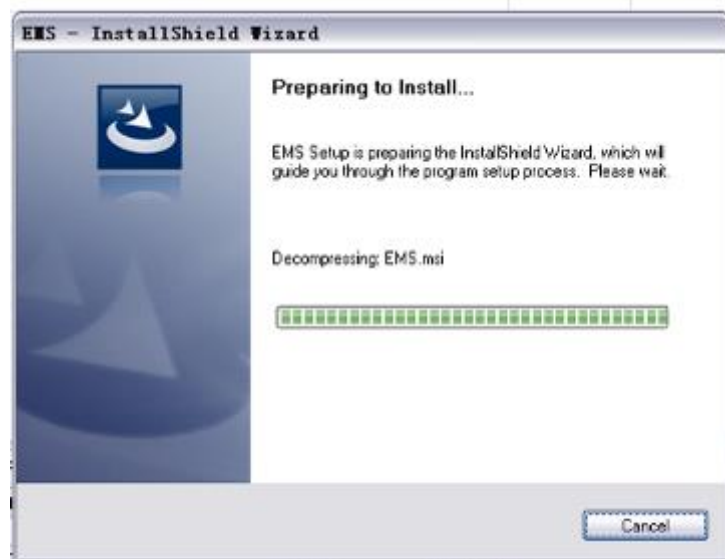 EMS - InstallShield Wizard
Preparing to Install...
EMS Setup is preparing the InstallShield Wizard, which will
guide you through the program setup process. Please wait.
Decompressing: EMS.msi
Cancel